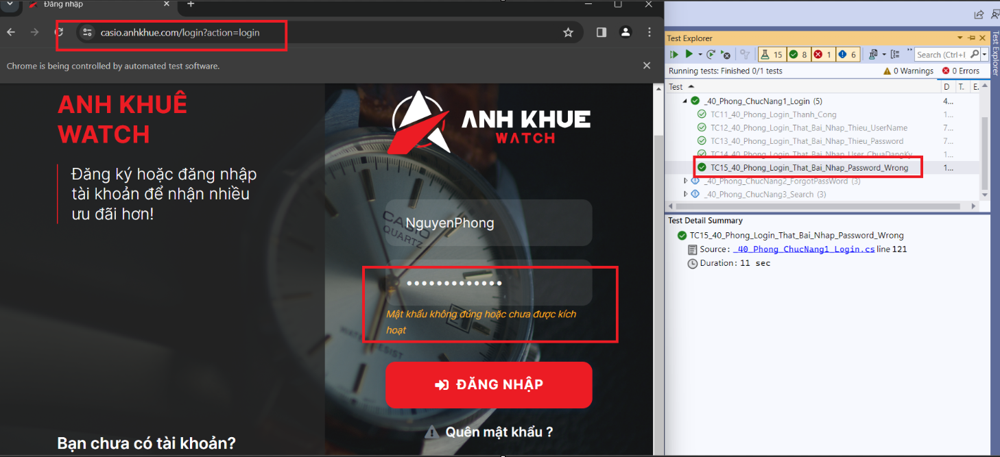 Đăng nhập
casio.anhkhue.com/login?action=login
Chrome is being controlled by automated test software.
ANH KHUÊ
WATCH
Đăng ký hoặc đăng nhập
tài khoản để nhận nhiều
ưu đãi hơn!
Bạn chưa có tài khoản?
ANH KHUE
WATCH
CASIO
QUARTZ
NguyenPhong
•••••••••••••
Mật khẩu không đúng hoặc chưa được kích
hoạt
ĐĂNG NHẬP
Quên mật khẩu ?
Test Explorer
15 8 1 6 Search (Ctrl+I
Running tests: Finished 0/1 tests 0 Warnings 0 Errors
Test D T. E.
_40_Phong_ChucNang1_Login (5) 4...
TC11_40_Phong_Login_Thanh_Cong 1...
TC12_40_Phong_Login_That_Bai_Nhap_Thieu_UserName 7...
TC13_40_Phong_Login_That_Bai_Nhap_Thieu_Password 7...
TC14_40_Phong_Login_That_Bai_Nhap_User_ChuaDangKy 1...
TC15_40_Phong_Login_That_Bai_Nhap_Password_Wrong 1...
_40_Phong_ChucNang2_ForgotPassWord (3)
_40_Phong_ChucNang3_Search (3)
Test Detail Summary
TC15_40_Phong_Login_That_Bai_Nhap_Password_Wrong
Source: _40_Phong_ChucNang1_Login.cs line 121
Duration: 11 sec
Test Explorer